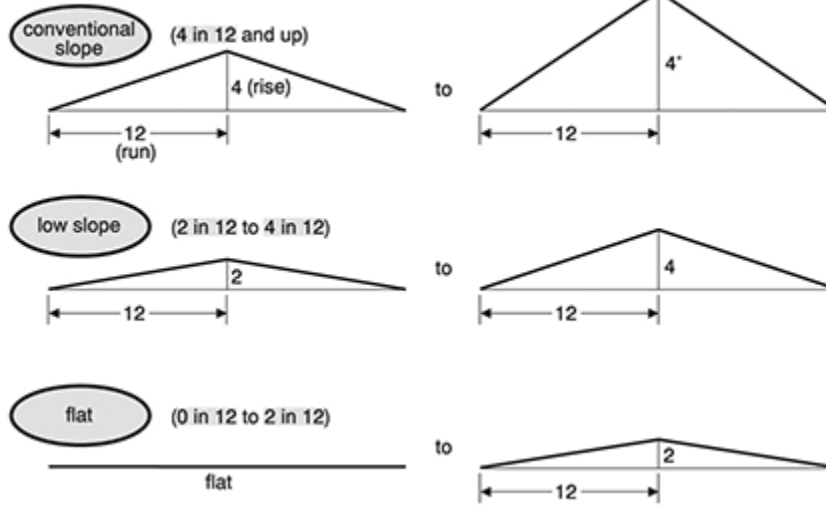 conventional
slope
(4 in 12 and up)
4 (rise)
12
(run)
to
4+
12
low slope
(2 in 12 to 4 in 12)
2
12
to
4
12
flat
(0 in 12 to 2 in 12)
flat
to
2
12